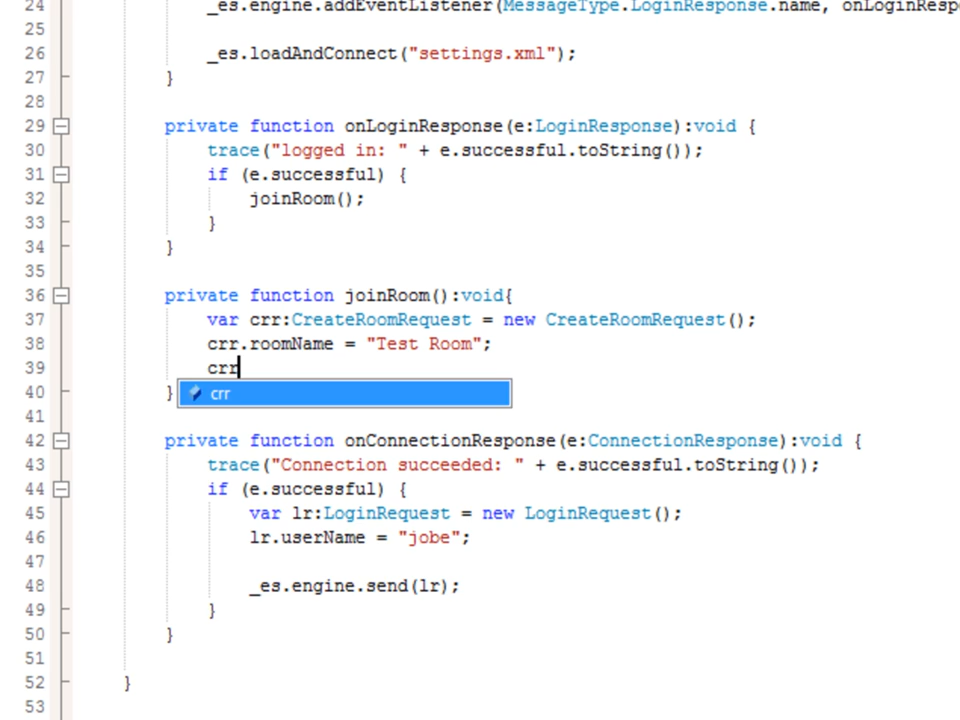 24 _es.engine.addEventListener(MessageType.LoginResponse.name, onLoginResp
25
26 _es.loadAndConnect("settings.xml");
27 }
28
29 private function onLoginResponse(e:LoginResponse):void {
30 trace("logged in: " + e.successful.toString());
31 if (e.successful) {
32 joinRoom();
33 }
34 }
35
36 private function joinRoom():void{
37 var crr:CreateRoomRequest = new CreateRoomRequest();
38 crr.roomName = "Test Room";
39 crr
40 }
crr
41
42 private function onConnectionResponse(e:ConnectionResponse):void {
43 trace("Connection succeeded: " + e.successful.toString());
44 if (e.successful) {
45 var lr:LoginRequest = new LoginRequest();
46 lr.userName = "jobe";
47
48 _es.engine.send(lr);
49 }
50 }
51
52 }
53